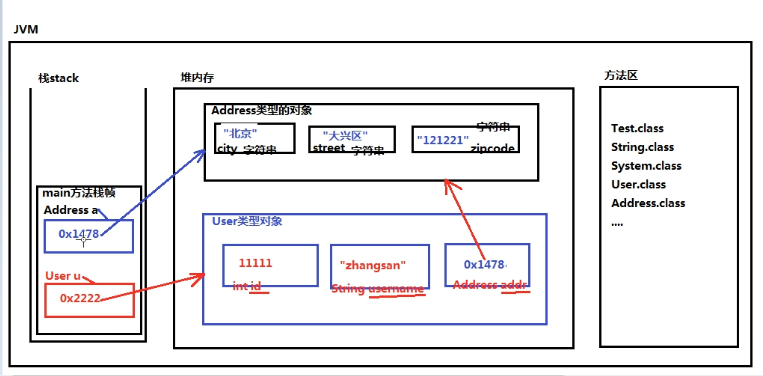 JVM
栈stack
main方法栈帧
Address a
0x1478
User u
0x2222
堆内存
Address类型的对象
"北京"
city 字符串
"大兴区"
street 字符串
字符串
"121221"
zipcode
User类型对象
11111
int id
"zhangsan"
String username
0x1478
Address addr
方法区
Test.class
String.class
System.class
User.class
Address.class
....